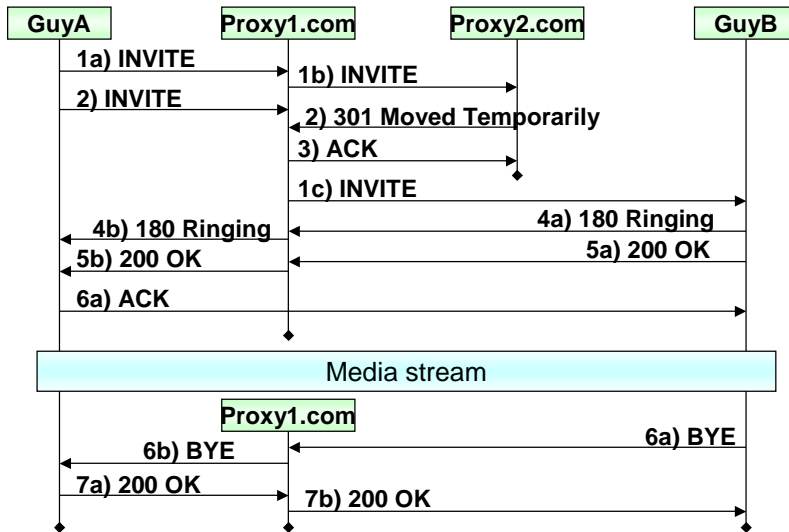 GuyA
Proxy1.com
Proxy2.com
GuyB
1a) INVITE
1b) INVITE
2) INVITE
2) 301 Moved Temporarily
3) ACK
1c) INVITE
4a) 180 Ringing
4b) 180 Ringing
5a) 200 OK
5b) 200 OK
6a) ACK
Media stream
Proxy1.com
6a) BYE
6b) BYE
7a) 200 OK
7b) 200 OK